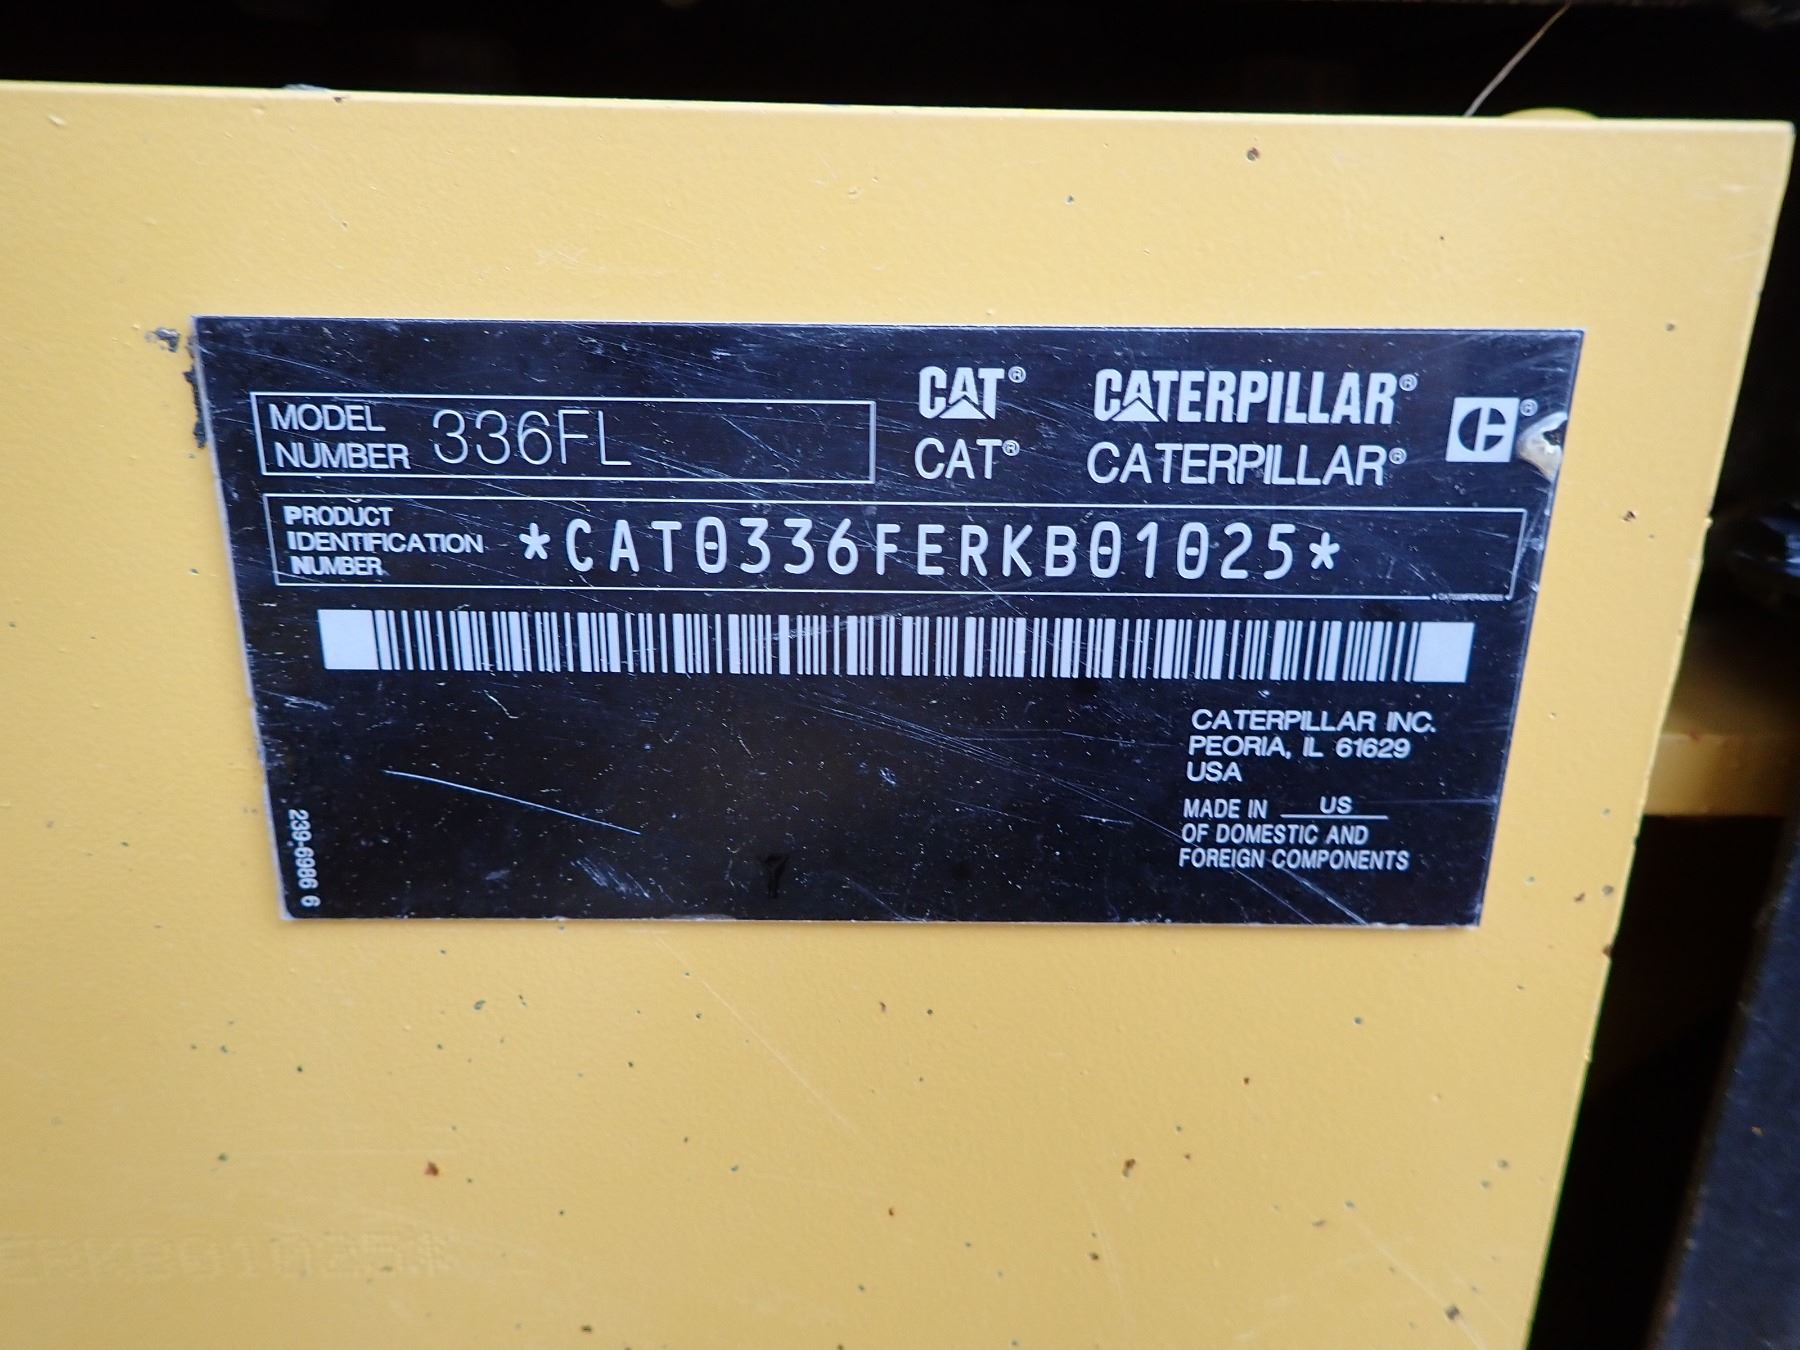 MODEL NUMBER 336FL
CAT® CATERPILLAR®
CAT® CATERPILLAR®
PRODUCT IDENTIFICATION NUMBER *CAT0336FERKB01025*
CATERPILLAR INC.
PEORIA, IL 61629
USA
MADE IN US
OF DOMESTIC AND
FOREIGN COMPONENTS
239-6986 6
ERKB01025*